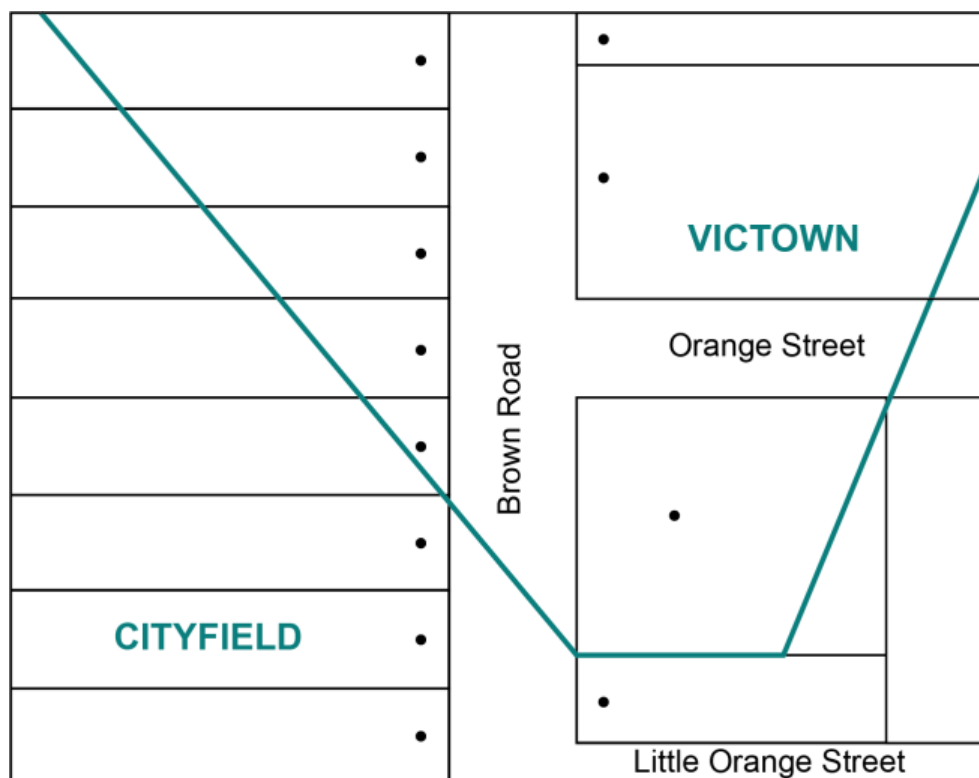 VICTOWN
Orange Street
Brown Road
CITYFIELD
Little Orange Street